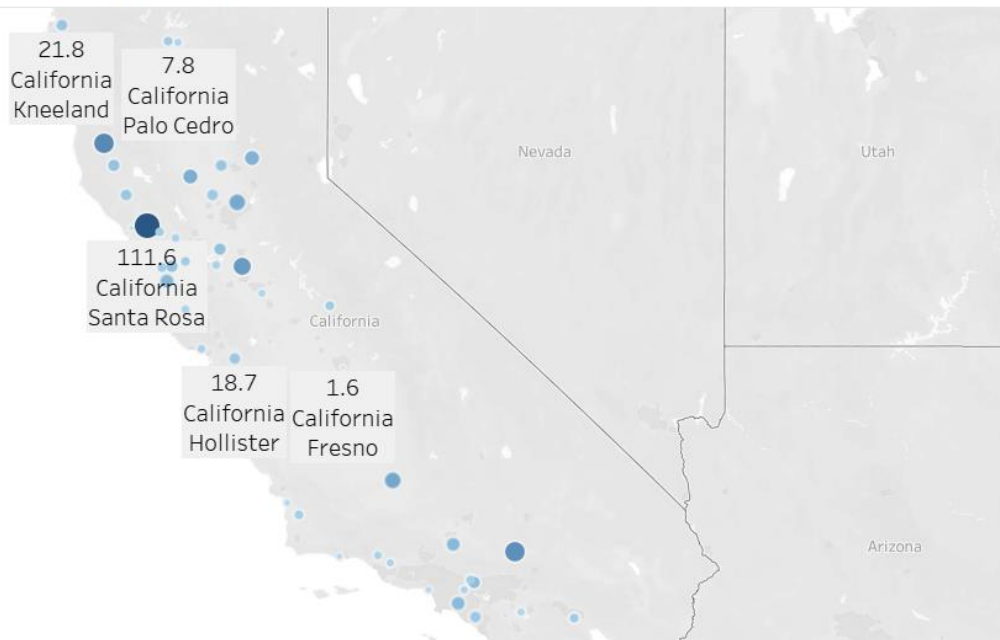 21.8
California
Kneeland
7.8
California
Palo Cedro
Nevada
Utah
111.6
California
Santa Rosa
California
18.7
California
Hollister
1.6
California
Fresno
Arizona